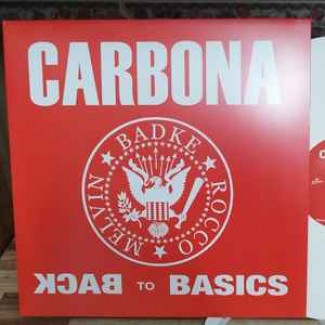 CARBONA
MELVIN BADKE ROCCO
BACK TO BASICS